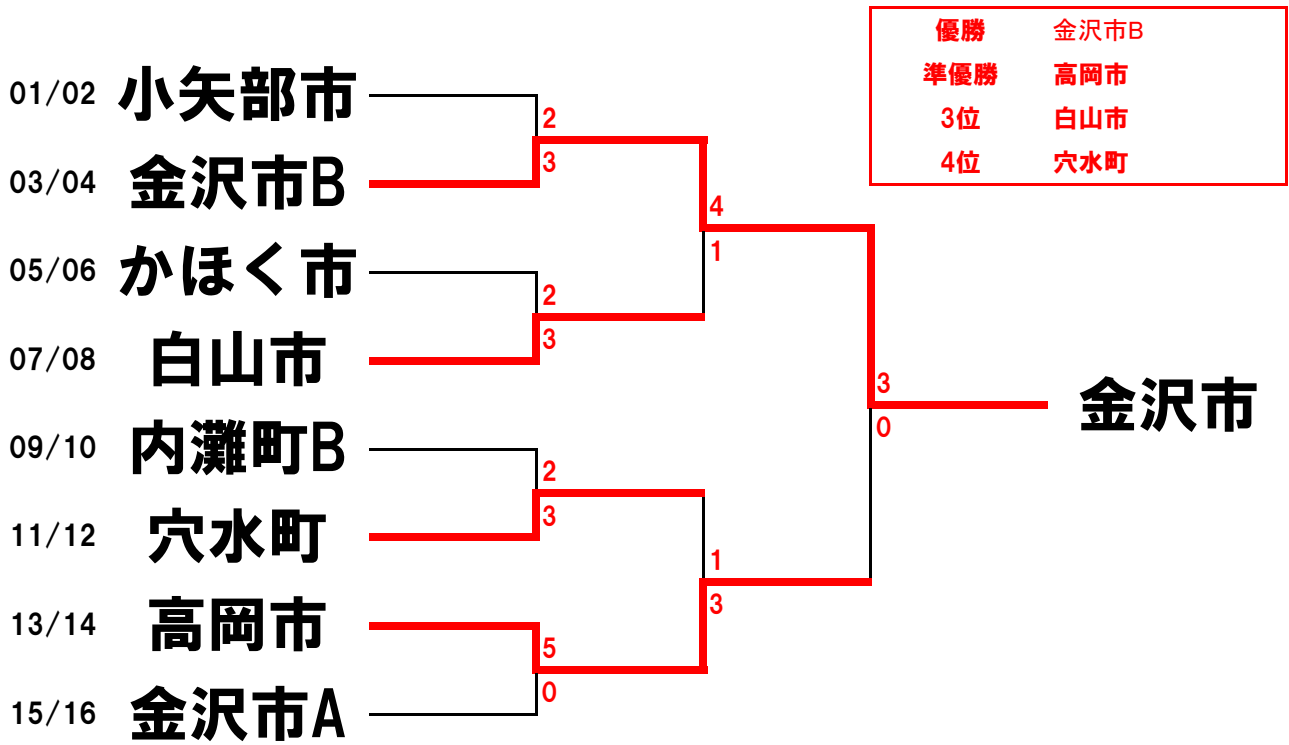 優勝 金沢市B
準優勝 高岡市
3位 白山市
4位 穴水町
01/02 小矢部市
2
3
03/04 金沢市B
4
1
05/06 かほく市
2
3
07/08 白山市
3
0
金沢市
09/10 内灘町B
2
3
11/12 穴水町
1
3
13/14 高岡市
5
0
15/16 金沢市A